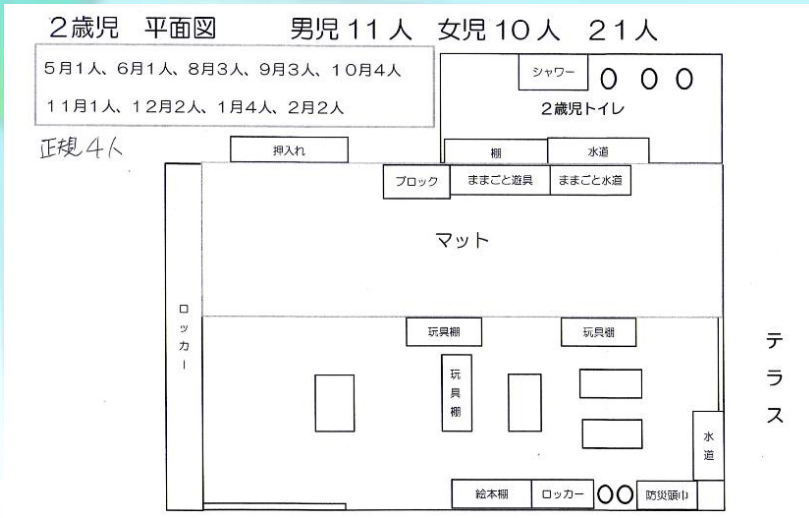 2歳児 平面図 男児11人 女児10人 21人
5月1人、6月1人、8月3人、9月3人、10月4人
11月1人、12月2人、1月4人、2月2人
正規4人
シャワー
2歳児トイレ
押入れ
棚
水道
ブロック
ままごと遊具
ままごと水道
マット
ロッカー
玩具棚
玩具棚
玩具棚
テラス
水道
絵本棚
ロッカー
防災頭巾